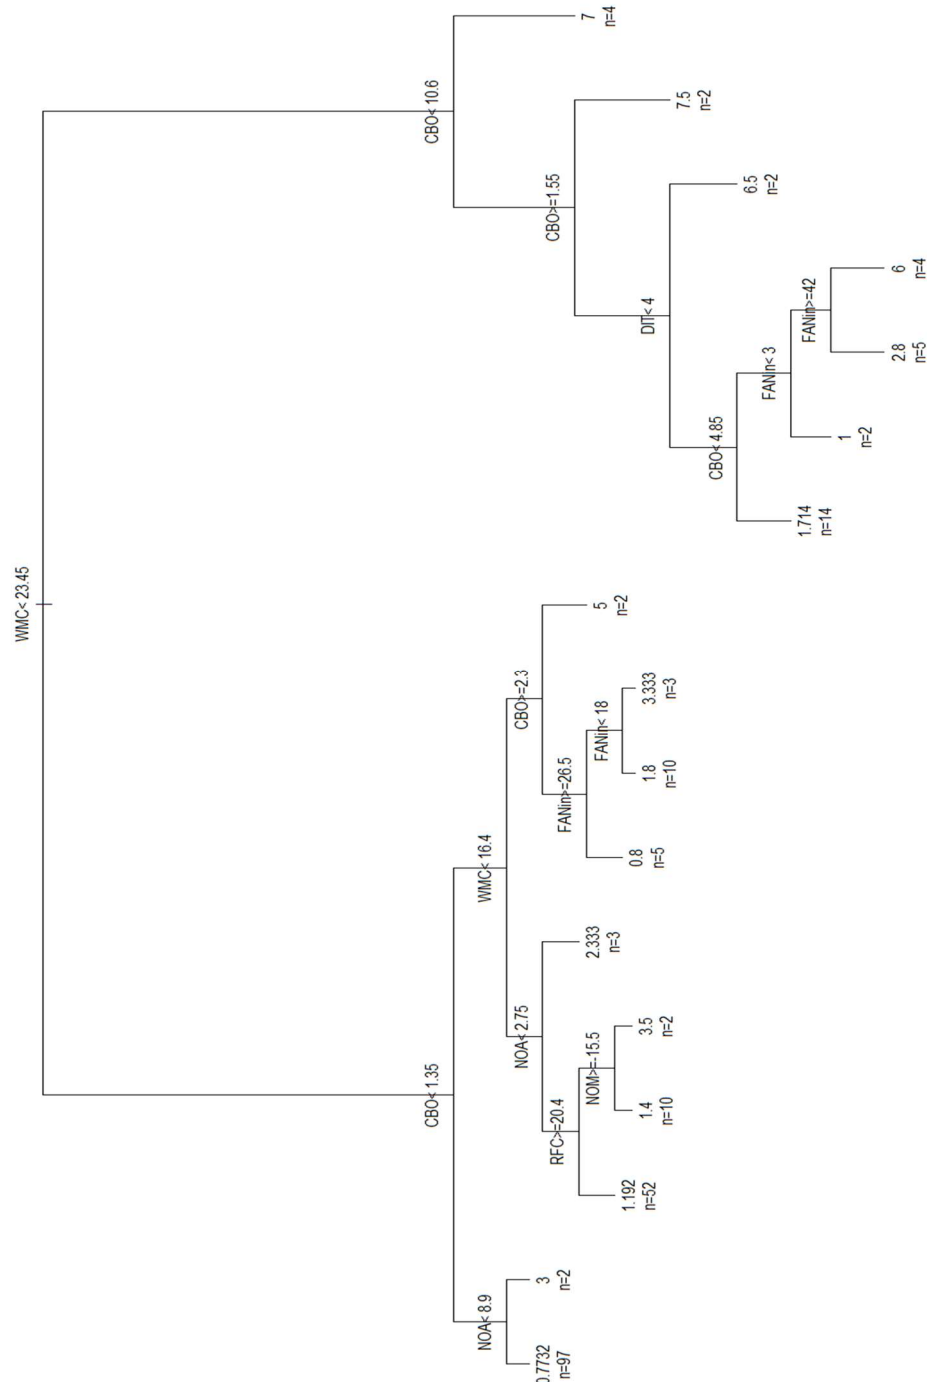 WMC< 23.45
CBO< 1.35
CBO< 10.6
NOA< 8.9
WMC< 16.4
0.7732
n=97
3
n=2
NOA< 2.75
CBO>=2.3
RFC>=20.4
2.333
n=3
1.192
n=52
NOM>=-15.5
1.4
n=10
3.5
n=2
FANin>=26.5
5
n=2
0.8
n=5
FANin< 18
1.8
n=10
3.333
n=3
CBO>=1.55
7
n=4
DIT< 4
7.5
n=2
CBO< 4.85
6.5
n=2
1.714
n=14
FANin< 3
1
n=2
FANin>=42
2.8
n=5
6
n=4